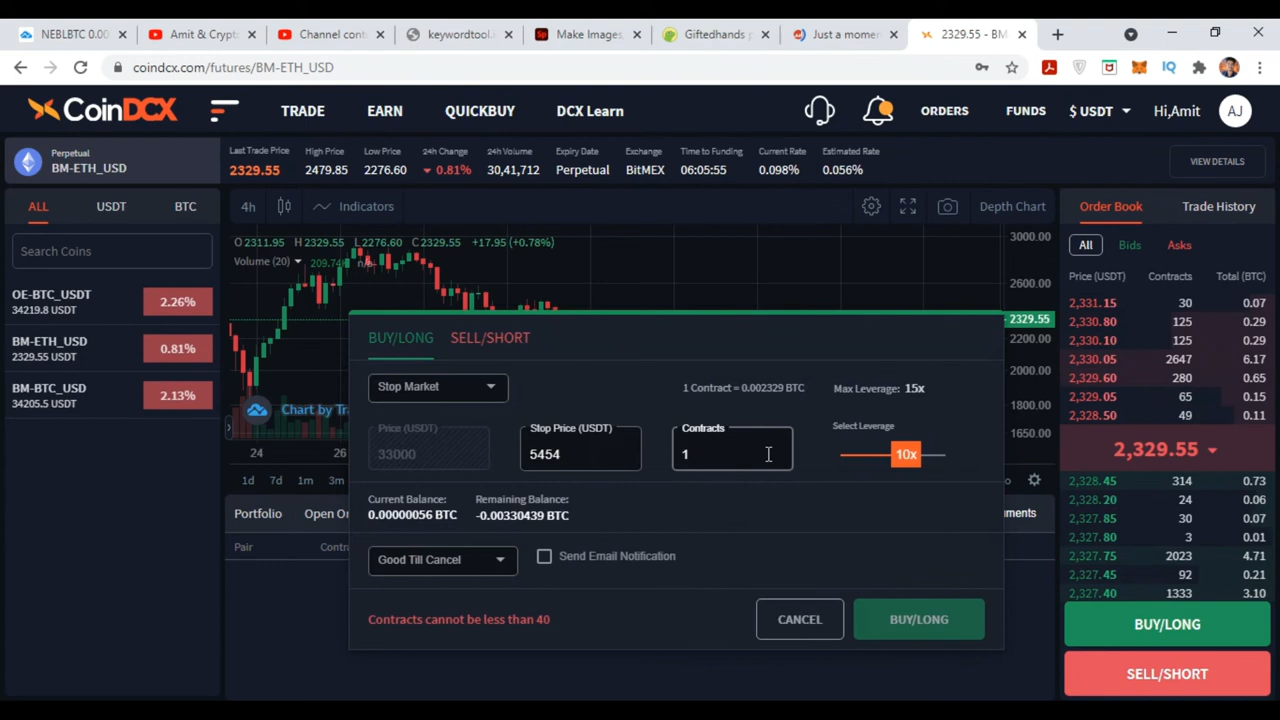 NEBLBTC 0.00
Amit & Crypt
Channel cont
keywordtool.
Make Images
Giftedhands p
Just a momen
2329.55 - BM
coindcx.com/futures/BM-ETH_USD
CoinDCX
TRADE
EARN
QUICKBUY
DCX Learn
ORDERS
FUNDS
$ USDT
Hi,Amit
AJ
Perpetual
BM-ETH_USD
Last Trade Price
2329.55
High Price
2479.85
Low Price
2276.60
24h Change
0.81%
24h Volume
30,41,712
Expiry Date
Perpetual
Exchange
BitMEX
Time to Funding
06:05:55
Current Rate
0.098%
Estimated Rate
0.056%
VIEW DETAILS
ALL
USDT
BTC
Search Coins
OE-BTC_USDT
34219.8 USDT
2.26%
BM-ETH_USD
2329.55 USDT
0.81%
BM-BTC_USD
34205.5 USDT
2.13%
4h
Indicators
Depth Chart
O2311.95 H2329.55 L2276.60 C2329.55 +17.95 (+0.78%)
Volume (20)
209.74K n/a
3000.00
2600.00
2329.55
2200.00
2000.00
1800.00
1650.00
Chart by Tra
24
26
1d
7d
1m
3m
Portfolio
Open Or
uments
Pair
Contra
BUY/LONG
SELL/SHORT
Stop Market
1 Contract = 0.002329 BTC
Max Leverage: 15x
Price (USDT)
33000
Stop Price (USDT)
5454
Contracts
1
Select Leverage
10x
Current Balance:
0.00000056 BTC
Remaining Balance:
-0.00330439 BTC
Good Till Cancel
Send Email Notification
Contracts cannot be less than 40
CANCEL
BUY/LONG
Order Book
Trade History
All
Bids
Asks
Price (USDT) Contracts Total (BTC)
2,331.15 30 0.07
2,330.80 125 0.29
2,330.10 125 0.29
2,330.05 2647 6.17
2,329.60 280 0.65
2,329.05 65 0.15
2,328.50 49 0.11
2,329.55
2,328.45 314 0.73
2,328.20 24 0.06
2,327.85 30 0.07
2,327.80 3 0.01
2,327.75 2023 4.71
2,327.45 92 0.21
2,327.40 1333 3.10
BUY/LONG
SELL/SHORT